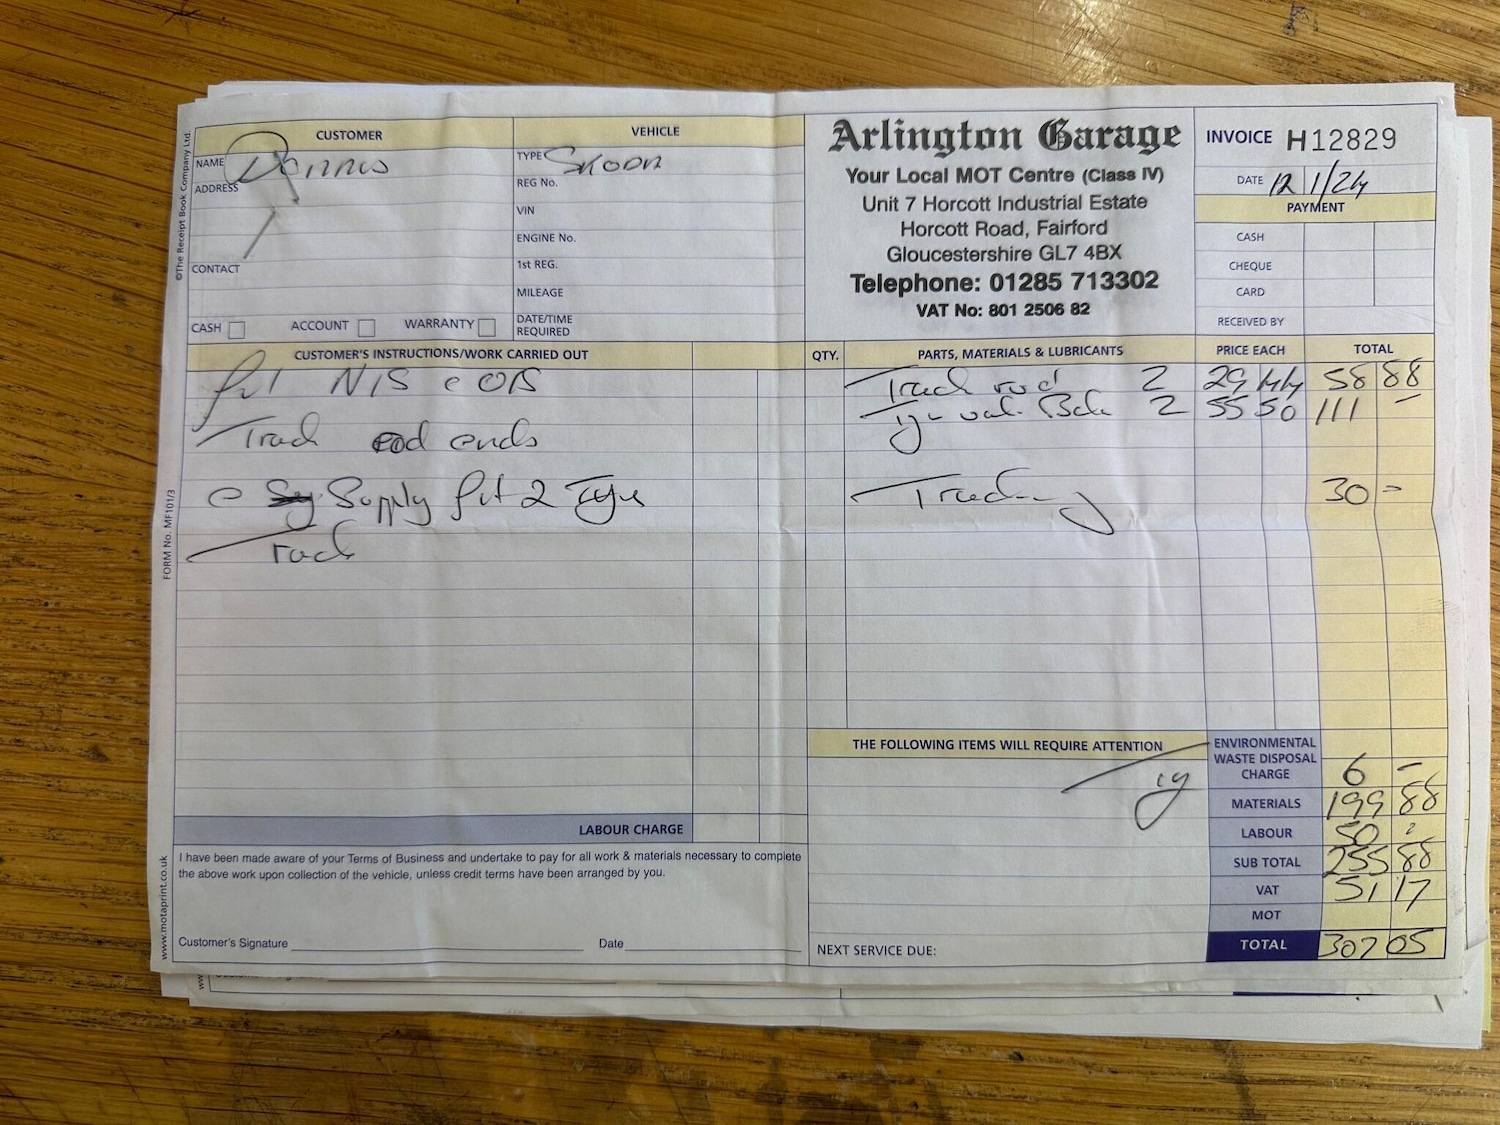 CUSTOMER
NAME Dennis
ADDRESS
CONTACT
CASH ACCOUNT WARRANTY
VEHICLE
TYPE SKODA
REG No.
VIN
ENGINE No.
1st REG.
MILEAGE
DATE/TIME REQUIRED
Arlington Garage
Your Local MOT Centre (Class IV)
Unit 7 Horcott Industrial Estate
Horcott Road, Fairford
Gloucestershire GL7 4BX
Telephone: 01285 713302
VAT No: 801 2506 82
INVOICE H12829
DATE 12/1/24
PAYMENT
CASH
CHEQUE
CARD
RECEIVED BY
CUSTOMER'S INSTRUCTIONS/WORK CARRIED OUT
fit N/S & O/S
Track rod ends
& Supply fit 2 Tyre
Track
LABOUR CHARGE
QTY. PARTS, MATERIALS & LUBRICANTS PRICE EACH TOTAL
Track rod 2 29 44 58 88
Tyre 2 55 50 111 -
Tracking 30 -
THE FOLLOWING ITEMS WILL REQUIRE ATTENTION
ENVIRONMENTAL WASTE DISPOSAL CHARGE 6 -
MATERIALS 199 88
LABOUR 50 -
SUB TOTAL 255 88
VAT 51 17
MOT
TOTAL 307 05
NEXT SERVICE DUE:
I have been made aware of your Terms of Business and undertake to pay for all work & materials necessary to complete
the above work upon collection of the vehicle, unless credit terms have been arranged by you.
Customer's Signature Date
©The Receipt Book Company Ltd.
FORM No. MF101/3
www.motaprint.co.uk